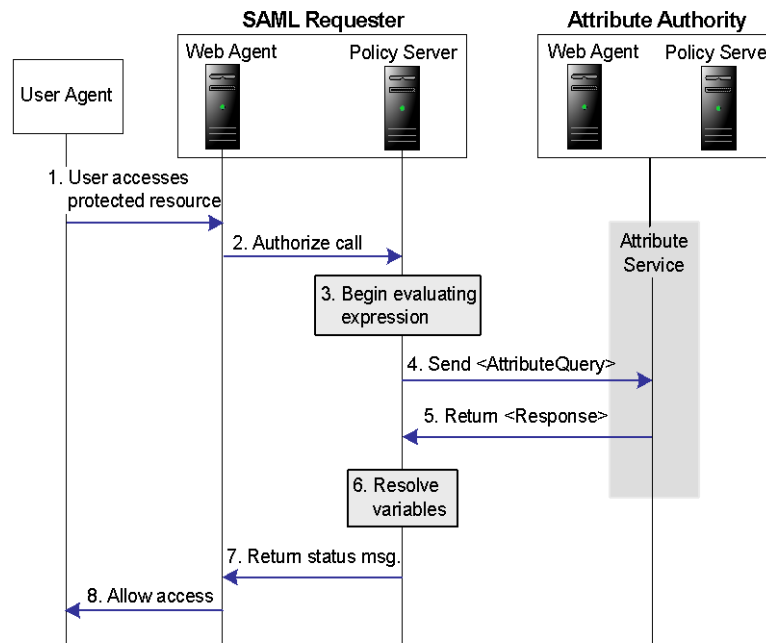 SAML Requester
Attribute Authority
Web Agent
Policy Server
Web Agent
Policy Serve
User Agent
1. User accesses
protected resource
2. Authorize call
Attribute
Service
3. Begin evaluating
expression
4. Send <AttributeQuery>
5. Return <Response>
6. Resolve
variables
7. Return status msg.
8. Allow access